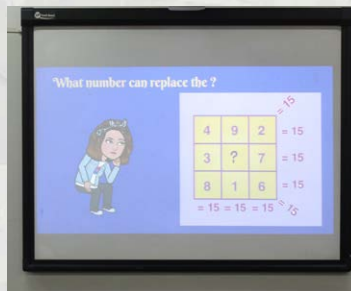 What number can replace the ?
= 15
4 9 2 = 15
3 ? 7 = 15
8 1 6 = 15
= 15 = 15 = 15 = 15